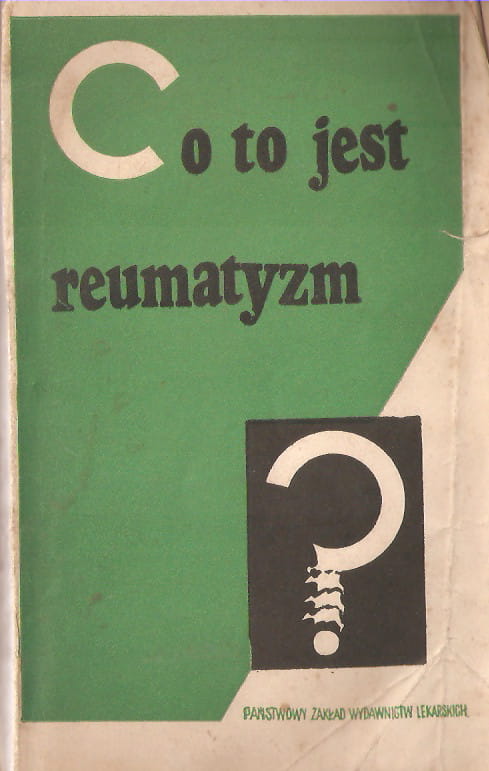 Co to jest
reumatyzm
?
PAŃSTWOWY ZAKŁAD WYDAWNICTW LEKARSKICH